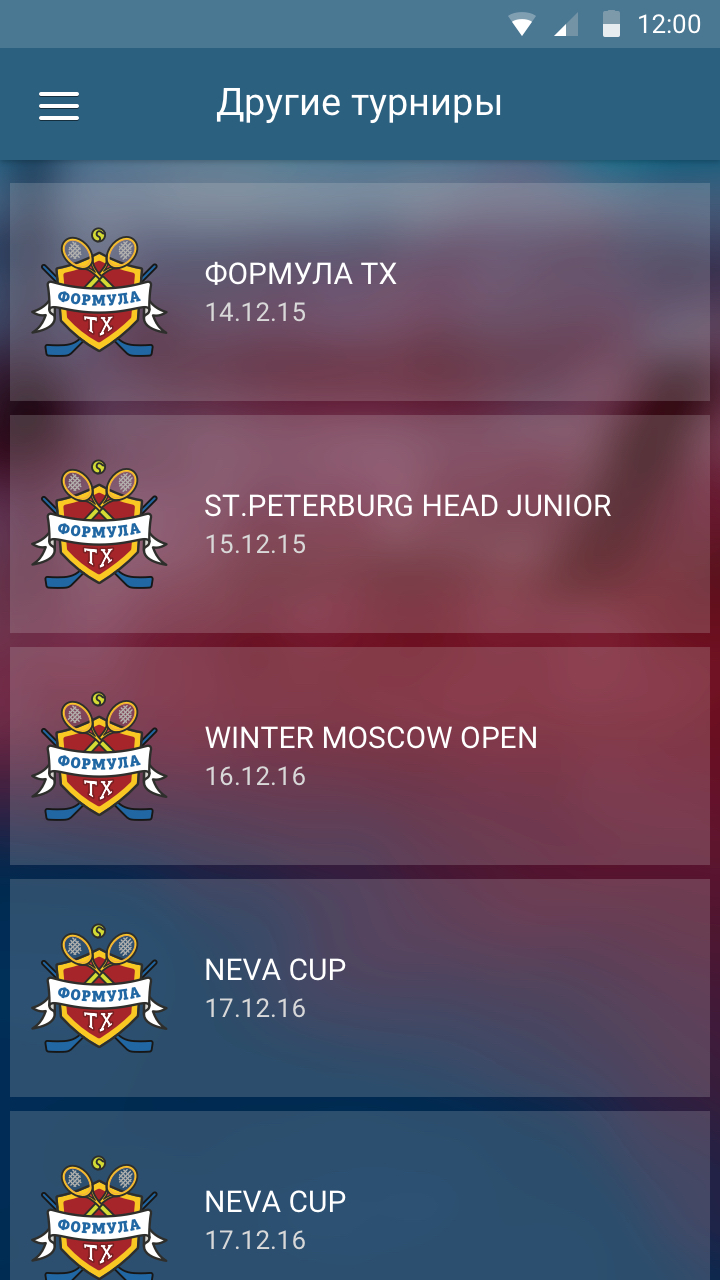 12:00
Другие турниры
ФОРМУЛА
ТХ
ФОРМУЛА ТХ
14.12.15
ФОРМУЛА
ТХ
ST.PETERBURG HEAD JUNIOR
15.12.15
ФОРМУЛА
ТХ
WINTER MOSCOW OPEN
16.12.16
ФОРМУЛА
ТХ
NEVA CUP
17.12.16
ФОРМУЛА
ТХ
NEVA CUP
17.12.16